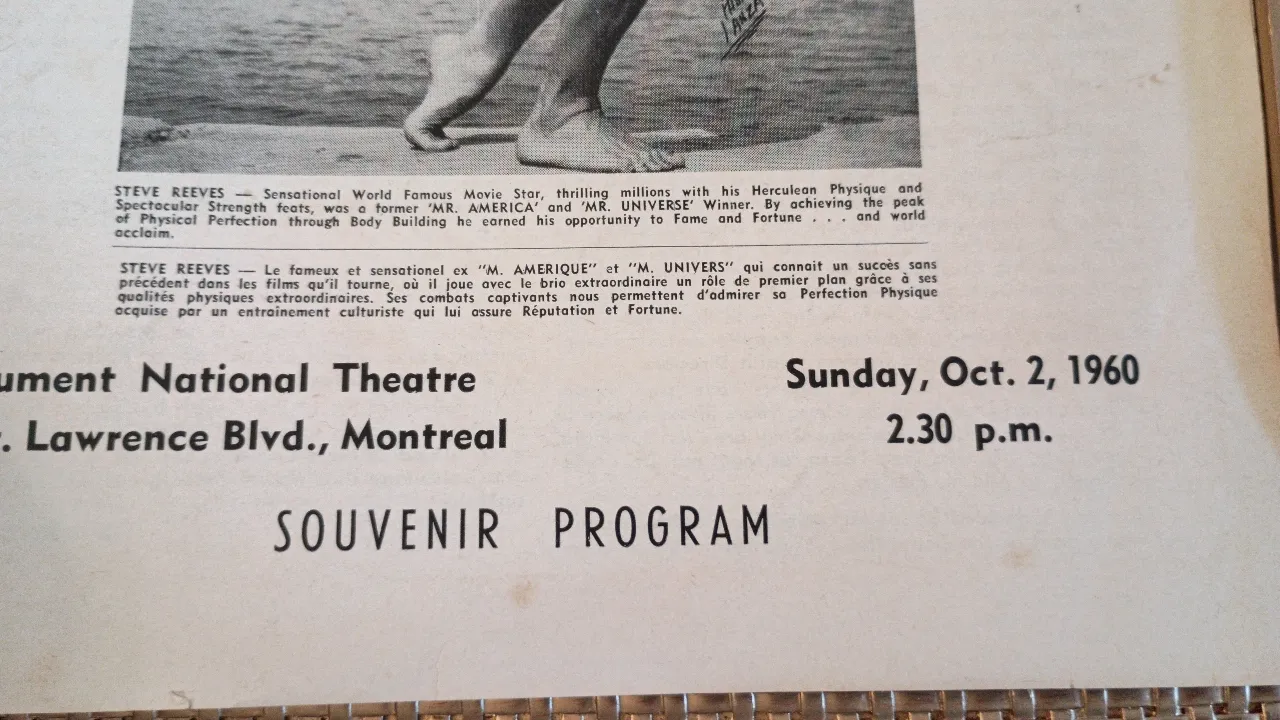 STEVE REEVES — Sensational World Famous Movie Star, thrilling millions with his Herculean Physique and
Spectacular Strength feats, was a former 'MR. AMERICA' and 'MR. UNIVERSE' Winner. By achieving the peak
of Physical Perfection through Body Building he earned his opportunity to Fame and Fortune . . . and world
acclaim.
STEVE REEVES — Le fameux et sensationel ex "M. AMERIQUE" et "M. UNIVERS" qui connait un succès sans
précédent dans les films qu'il tourne, où il joue avec le brio extraordinaire un rôle de premier plan grâce à ses
qualités physiques extraordinaires. Ses combats captivants nous permettent d'admirer sa Perfection Physique
acquise par un entrainement culturiste qui lui assure Réputation et Fortune.
ument National Theatre
. Lawrence Blvd., Montreal
Sunday, Oct. 2, 1960
2.30 p.m.
SOUVENIR PROGRAM